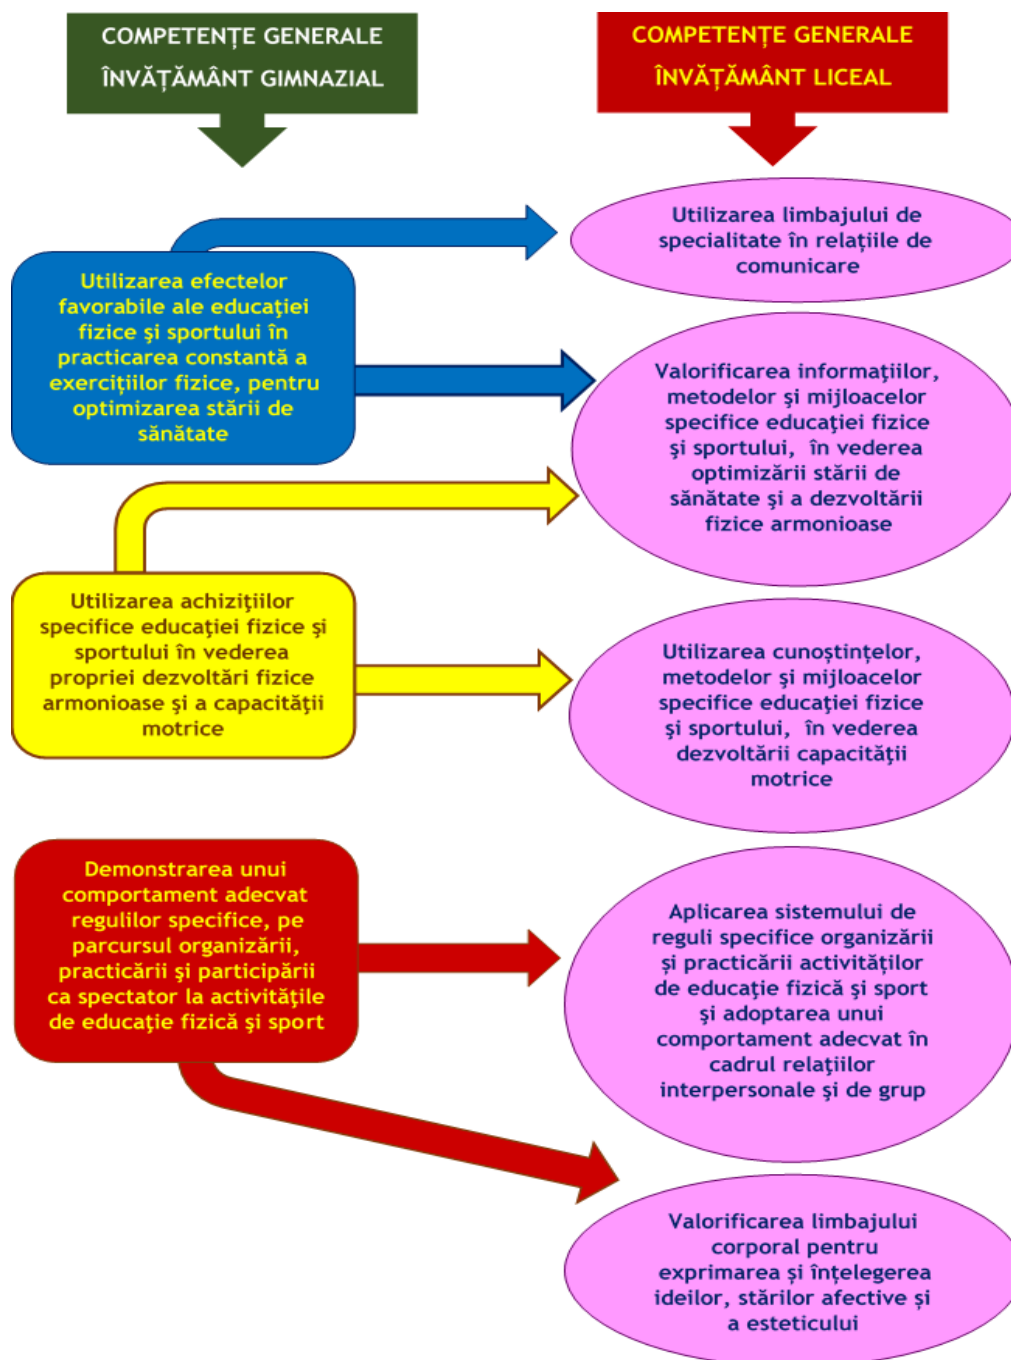 COMPETENȚE GENERALE
ÎNVĂȚĂMÂNT GIMNAZIAL
COMPETENȚE GENERALE
ÎNVĂȚĂMÂNT LICEAL
Utilizarea efectelor
favorabile ale educaţiei
fizice şi sportului în
practicarea constantă a
exerciţiilor fizice, pentru
optimizarea stării de
sănătate
Utilizarea achiziţiilor
specifice educaţiei fizice şi
sportului în vederea
propriei dezvoltări fizice
armonioase şi a capacităţii
motrice
Demonstrarea unui
comportament adecvat
regulilor specifice, pe
parcursul organizării,
practicării şi participării
ca spectator la activităţile
de educaţie fizică şi sport
Utilizarea limbajului de
specialitate în relaţiile de
comunicare
Valorificarea informaţiilor,
metodelor şi mijloacelor
specifice educaţiei fizice
şi sportului, în vederea
optimizării stării de
sănătate şi a dezvoltării
fizice armonioase
Utilizarea cunoştinţelor,
metodelor şi mijloacelor
specifice educaţiei fizice
şi sportului, în vederea
dezvoltării capacităţii
motrice
Aplicarea sistemului de
reguli specifice organizării
și practicării activităților
de educaţie fizică şi sport
şi adoptarea unui
comportament adecvat în
cadrul relaţiilor
interpersonale şi de grup
Valorificarea limbajului
corporal pentru
exprimarea și înțelegerea
ideilor, stărilor afective și
a esteticului